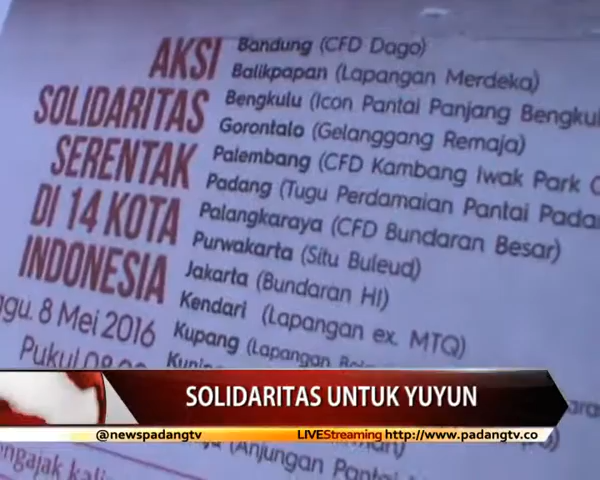 AKSI
SOLIDARITAS
SERENTAK
DI 14 KOTA
INDONESIA
8 Mei 2016
Pukul
Bandung (CFD Dago)
Balikpapan (Lapangan Merdeka)
Bengkulu (Icon Pantai Panjang
Gorontalo (Gelanggang Remaja)
Palembang (CFD Kambang Iwak Park
Padang (Tugu Perdamaian Pantai
Palangkaraya (CFD Bundaran Besar)
Purwakarta (Situ Buleud)
Jakarta (Bundaran HI)
Kendari (Lapangan ex. MTQ)
Kupang (Lapangan
SOLIDARITAS UNTUK YUYUN
@newspadangtv LIVEStreaming http://www.padangtv.co
(Anjungan Pantai